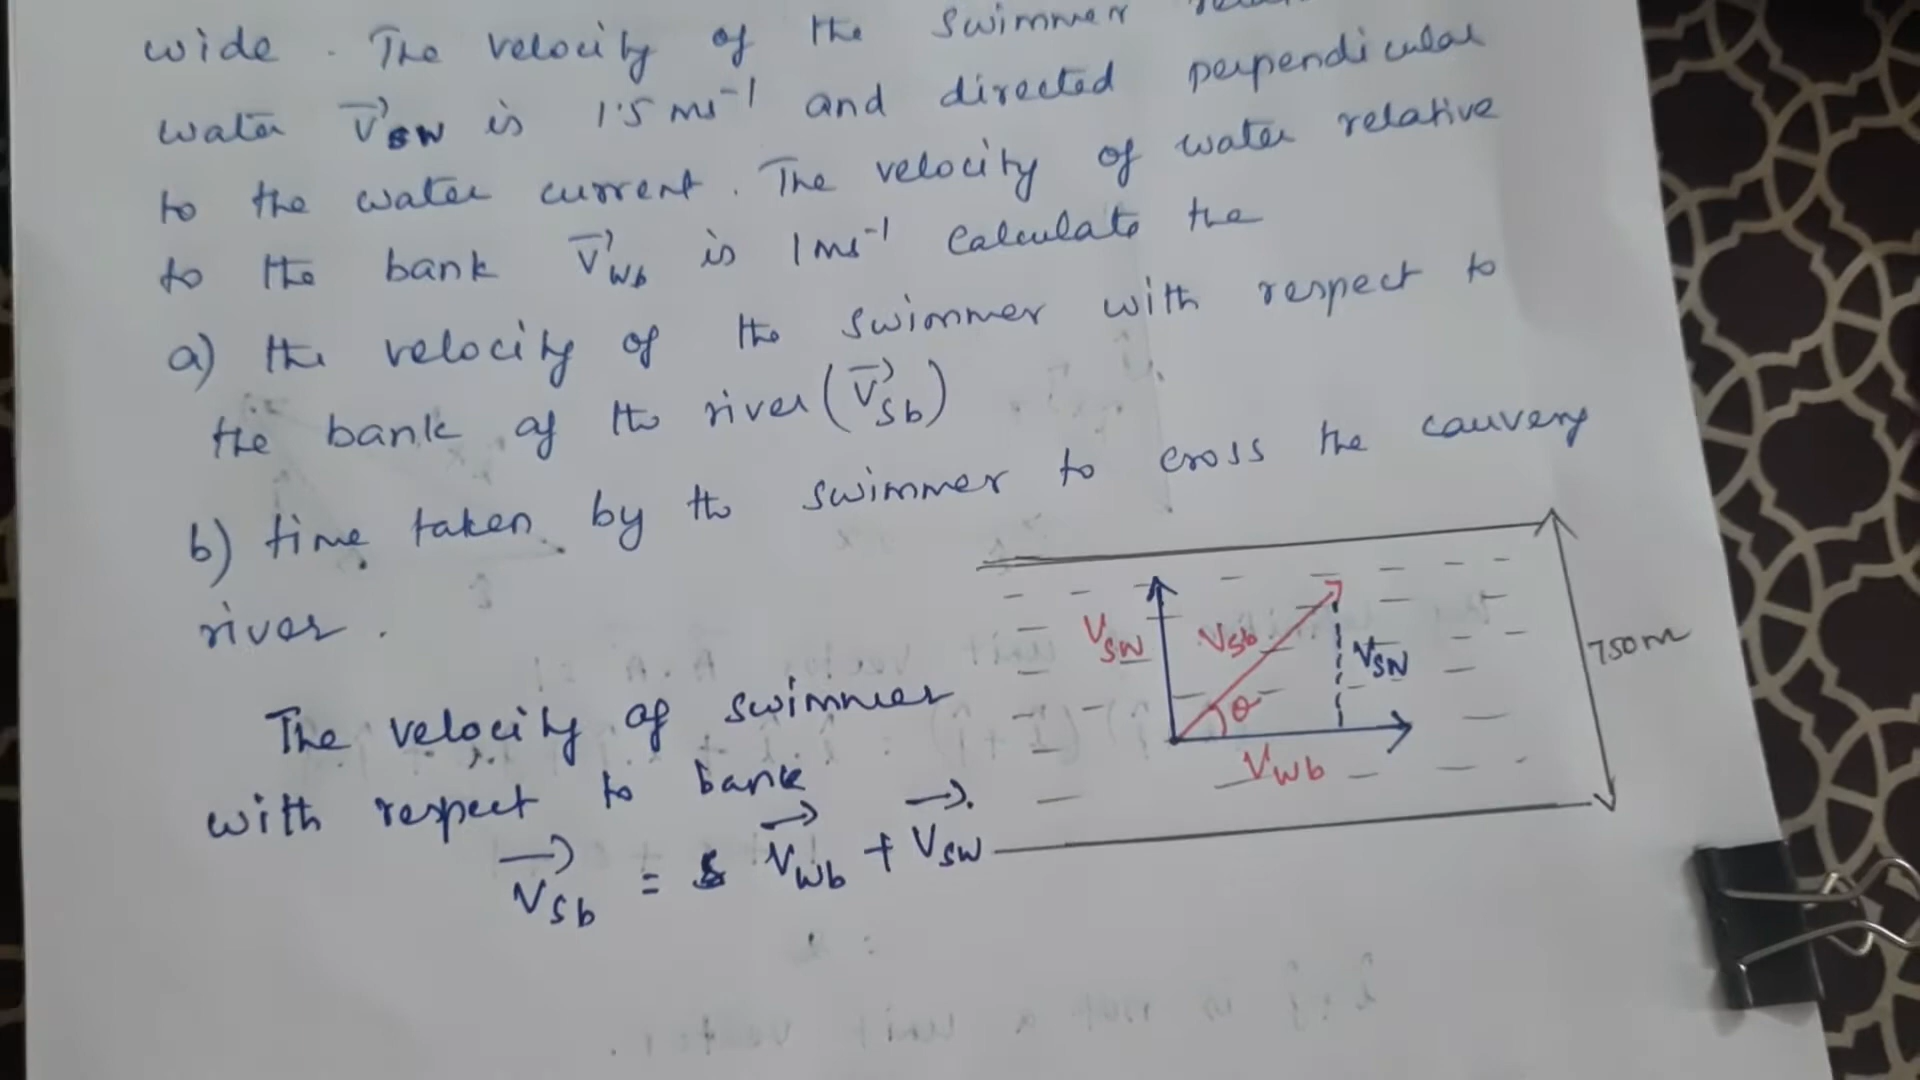 wide. The velocity of the swimmer
water V⃗sw is 1.5 ms⁻¹ and directed perpendicular
to the water current. The velocity of water relative
to the bank V⃗wb is 1 ms⁻¹ Calculate the
a) the velocity of the swimmer with respect to
the bank of the river (V⃗sb)
b) time taken by the swimmer to cross the cauvery
river.
Vsw Vsb Vsw
θ
Vwb
750m
The velocity of swimmer
with respect to bank
V⃗sb = V⃗wb + V⃗sw